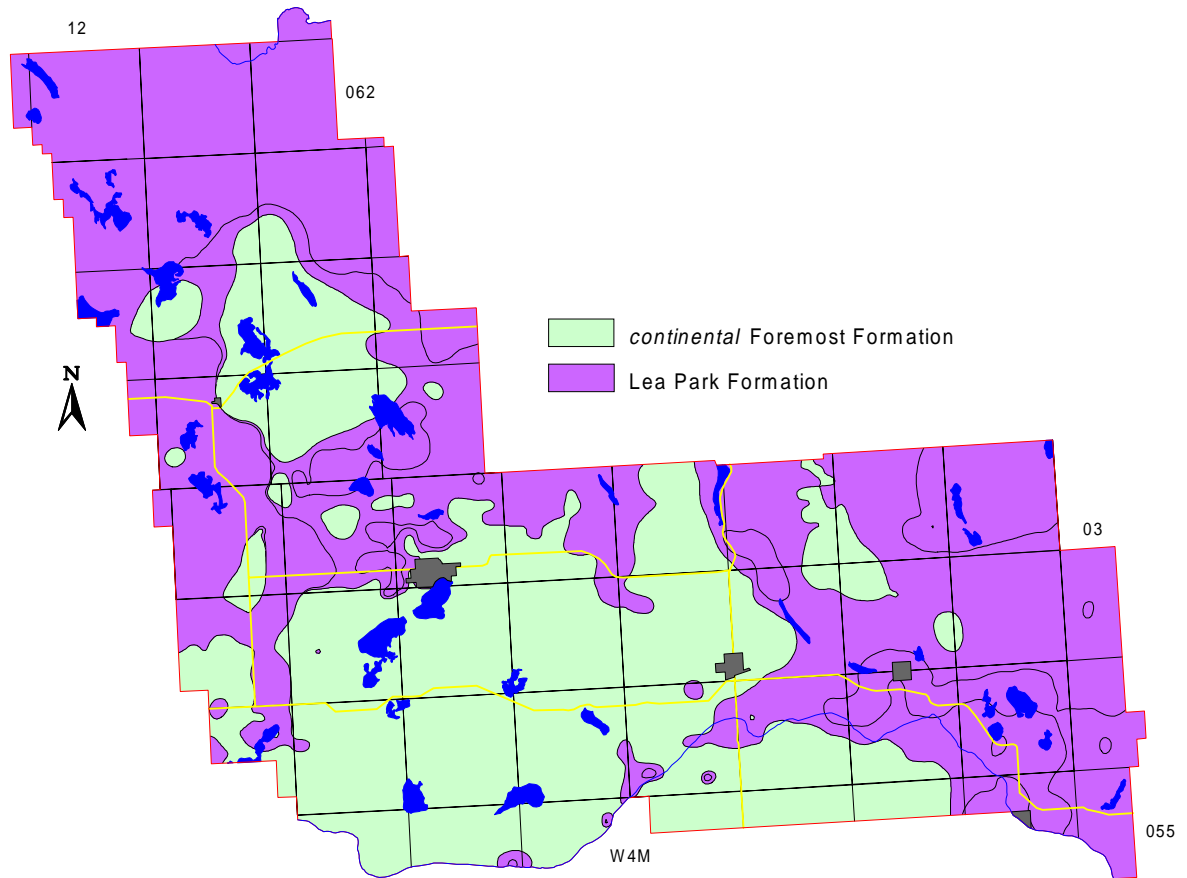 12
062
continental Foremost Formation
Lea Park Formation
N
03
055
W4M